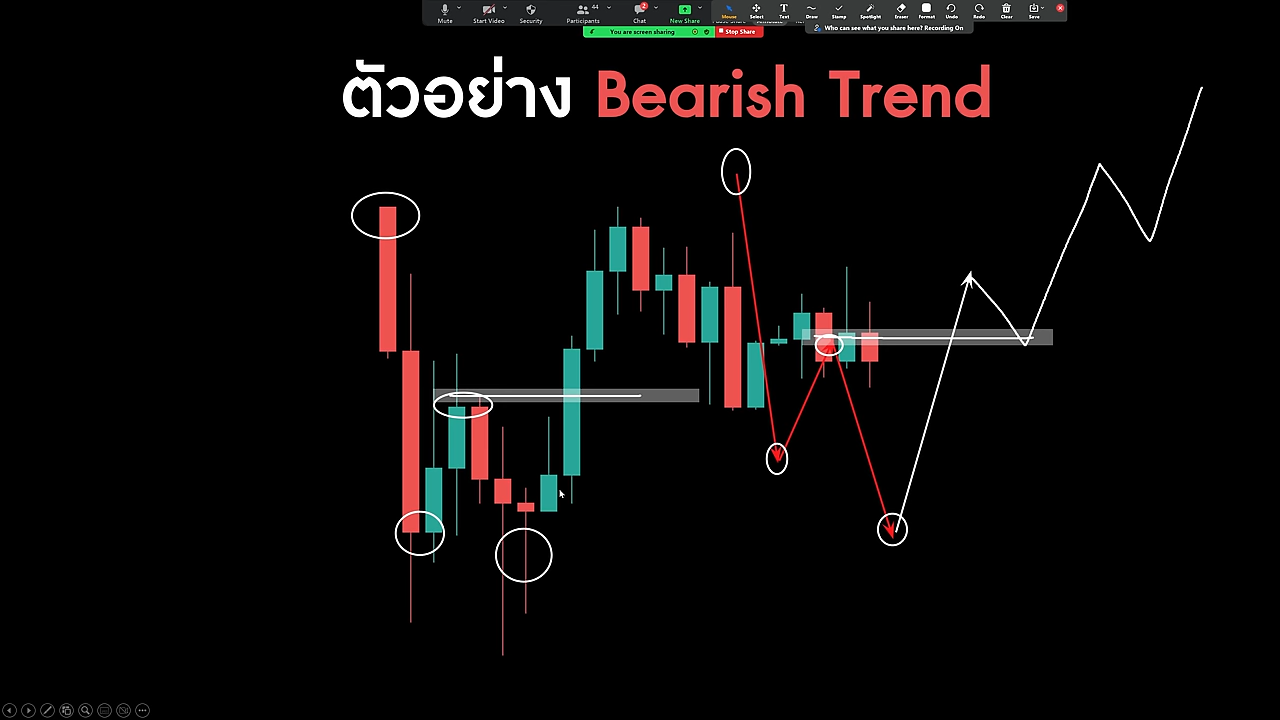 44
2
Mute
Start Video
Security
Participants
Chat
New Share
Mouse
Select
Text
Draw
Stamp
Spotlight
Eraser
Format
Undo
Redo
Clear
Save
You are screen sharing
Stop Share
Who can see what you share here? Recording On
ตัวอย่าง Bearish Trend